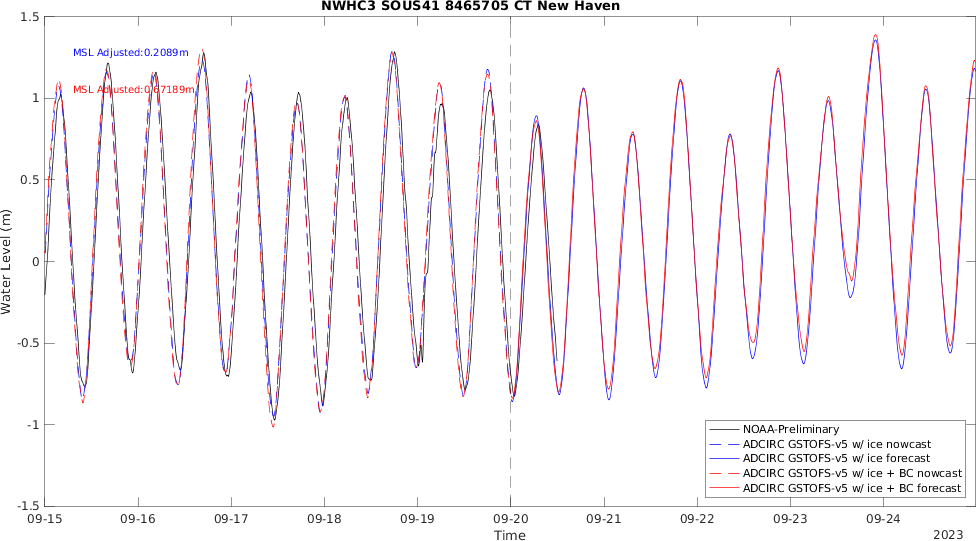 NWHC3 SOUS41 8465705 CT New Haven
MSL Adjusted:0.2089m
MSL Adjusted:0.67189m
Water Level (m)
1.5
1
0.5
0
-0.5
-1
-1.5
NOAA-Preliminary
ADCIRC GSTOFS-v5 w/ ice nowcast
ADCIRC GSTOFS-v5 w/ ice forecast
ADCIRC GSTOFS-v5 w/ ice + BC nowcast
ADCIRC GSTOFS-v5 w/ ice + BC forecast
09-15 09-16 09-17 09-18 09-19 09-20 09-21 09-22 09-23 09-24
Time
2023